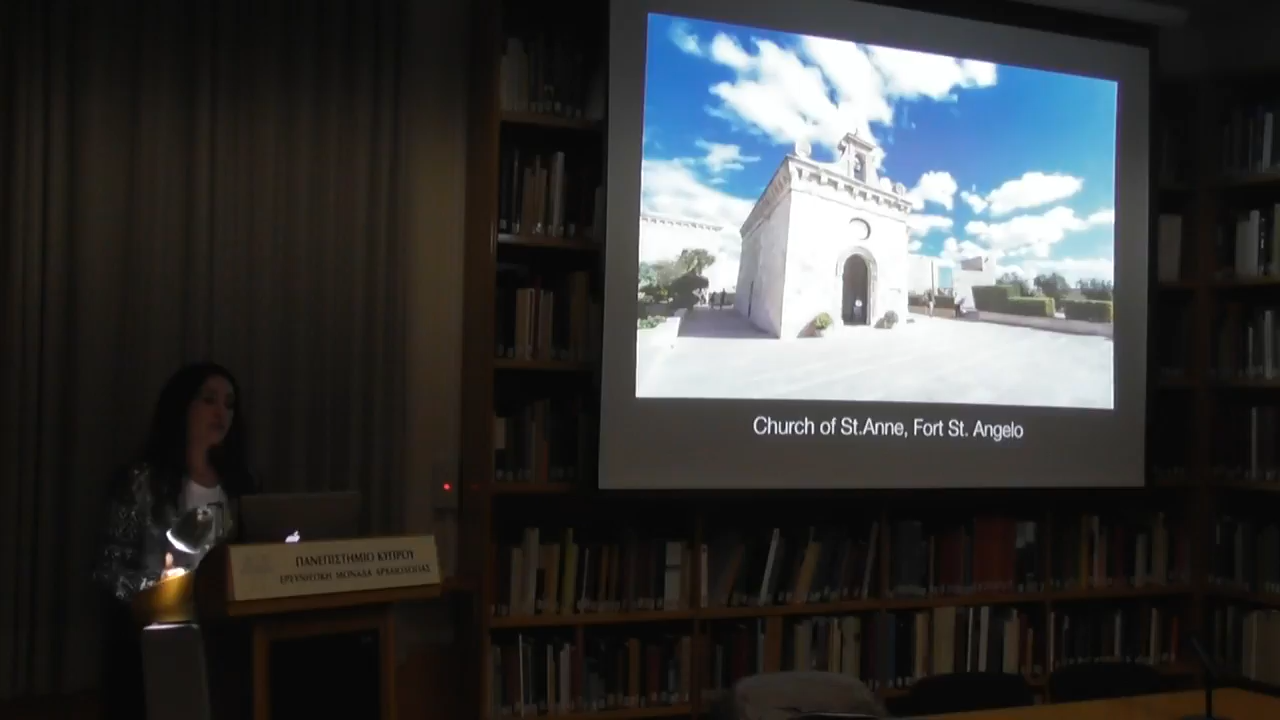 Church of St.Anne, Fort St. Angelo
ΠΑΝΕΠΙΣΤΗΜΙΟ ΚΥΠΡΟΥ
ΕΡΕΥΝΗΤΙΚΗ ΜΟΝΑΔΑ ΑΡΧΑΙΟΛΟΓΙΑΣ